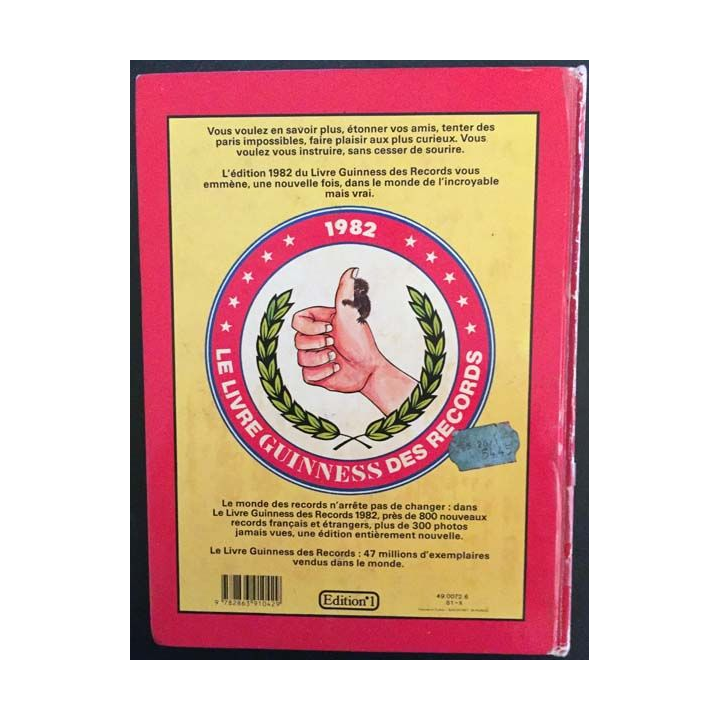 Vous voulez en savoir plus, étonner vos amis, tenter des
paris impossibles, faire plaisir aux plus curieux. Vous
voulez vous instruire, sans cesser de sourire.
L'édition 1982 du Livre Guinness des Records vous
emmène, une nouvelle fois, dans le monde de l'incroyable
mais vrai.
1982
LE LIVRE GUINNESS DES RECORDS
Le monde des records n'arrête pas de changer : dans
Le Livre Guinness des Records 1982, près de 800 nouveaux
records français et étrangers, plus de 300 photos
jamais vues, une édition entièrement nouvelle.
Le Livre Guinness des Records : 47 millions d'exemplaires
vendus dans le monde.
9 782863 910429
Edition°1
49 0072 6